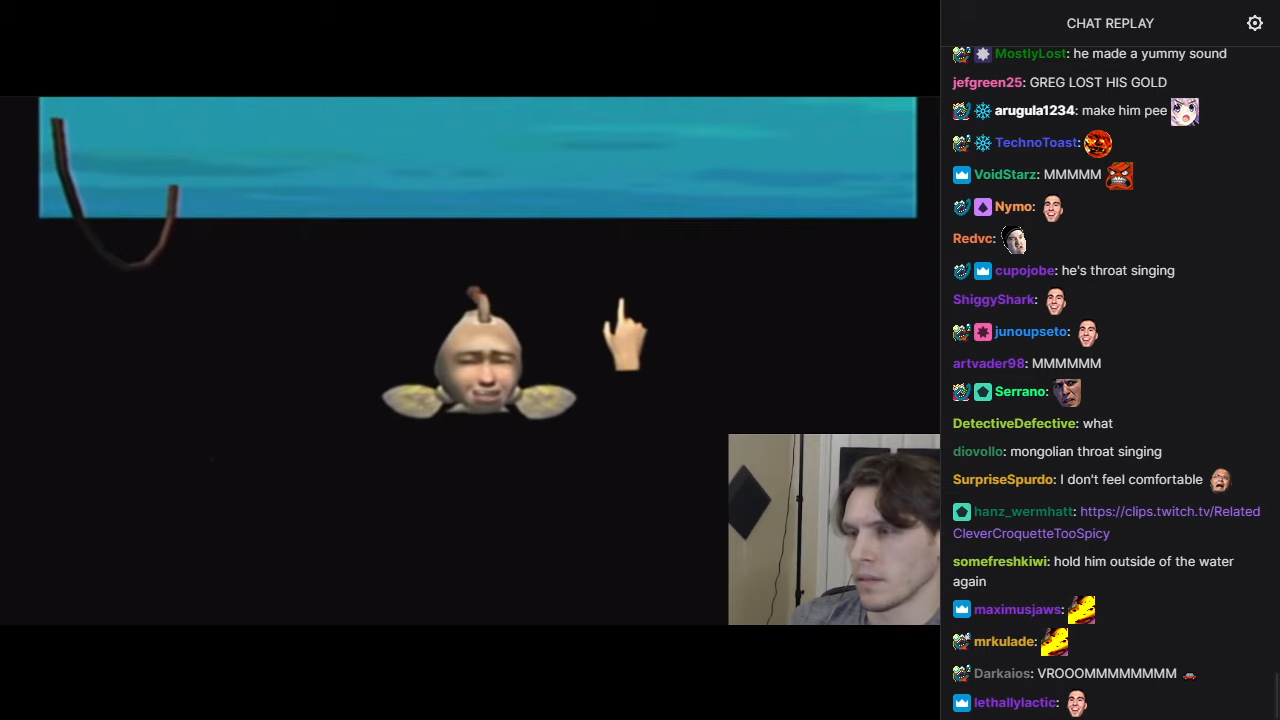 CHAT REPLAY
MostlyLost: he made a yummy sound
jefgreen25: GREG LOST HIS GOLD
arugula1234: make him pee
TechnoToast:
VoidStarz: MMMMM
Nymo:
Redvc:
cupojobe: he's throat singing
ShiggyShark:
junoupseto:
artvader98: MMMMMM
Serrano:
DetectiveDefective: what
diovollo: mongolian throat singing
SurpriseSpurdo: I don't feel comfortable
hanz_wermhatt: https://clips.twitch.tv/Related
CleverCroquetteTooSpicy
somefreshkiwi: hold him outside of the water
again
maximusjaws:
mrkulade:
Darkaios: VROOOMMMMMMMM
lethallylactic: